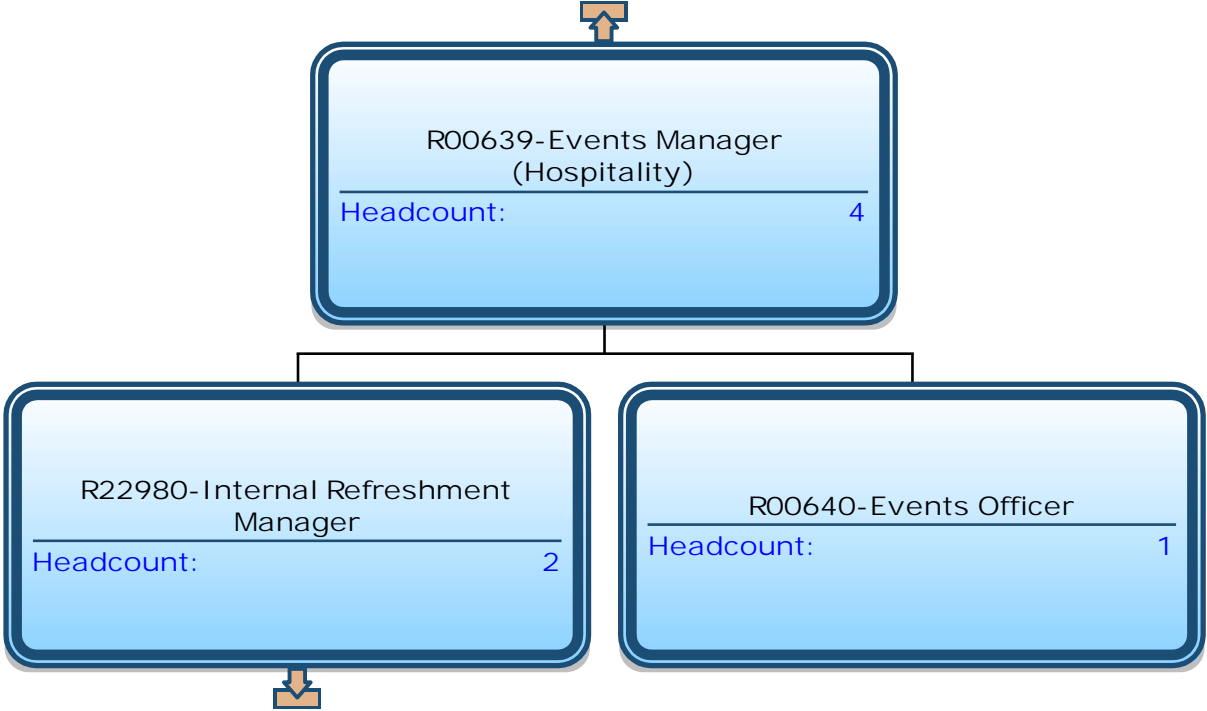 R00639-Events Manager
(Hospitality)
Headcount: 4
R22980-Internal Refreshment
Manager
Headcount: 2
R00640-Events Officer
Headcount: 1